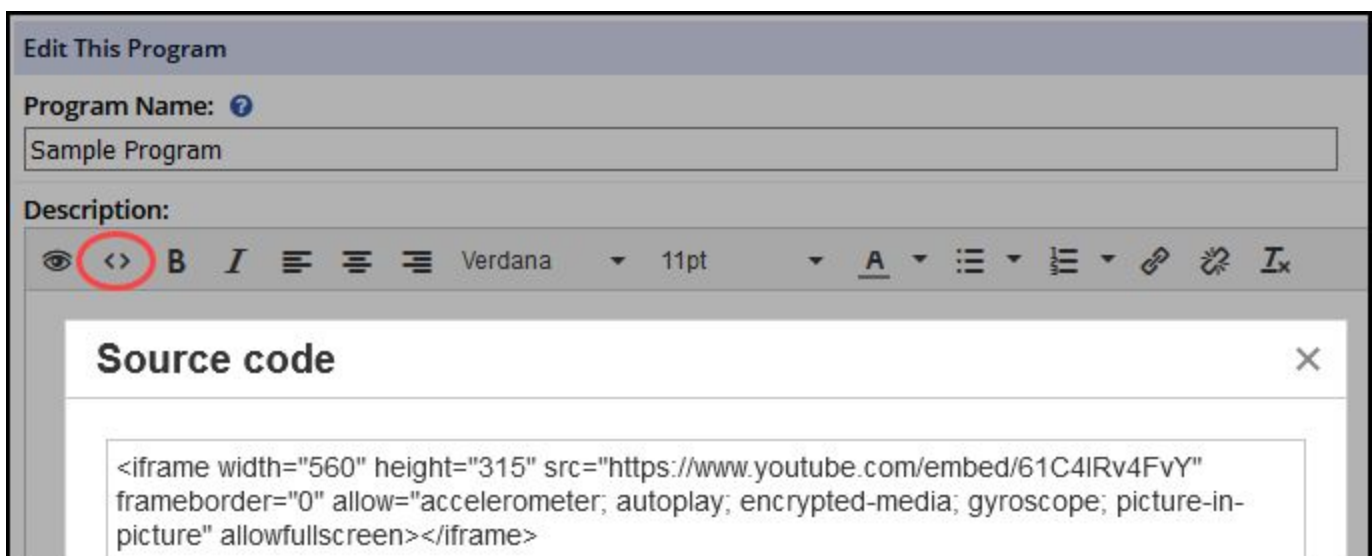 Edit This Program
Program Name:
Sample Program
Description:
<> B I Verdana 11pt A
Source code
<iframe width="560" height="315" src="https://www.youtube.com/embed/61C4lRv4FvY"
frameborder="0" allow="accelerometer; autoplay; encrypted-media; gyroscope; picture-in-
picture" allowfullscreen></iframe>